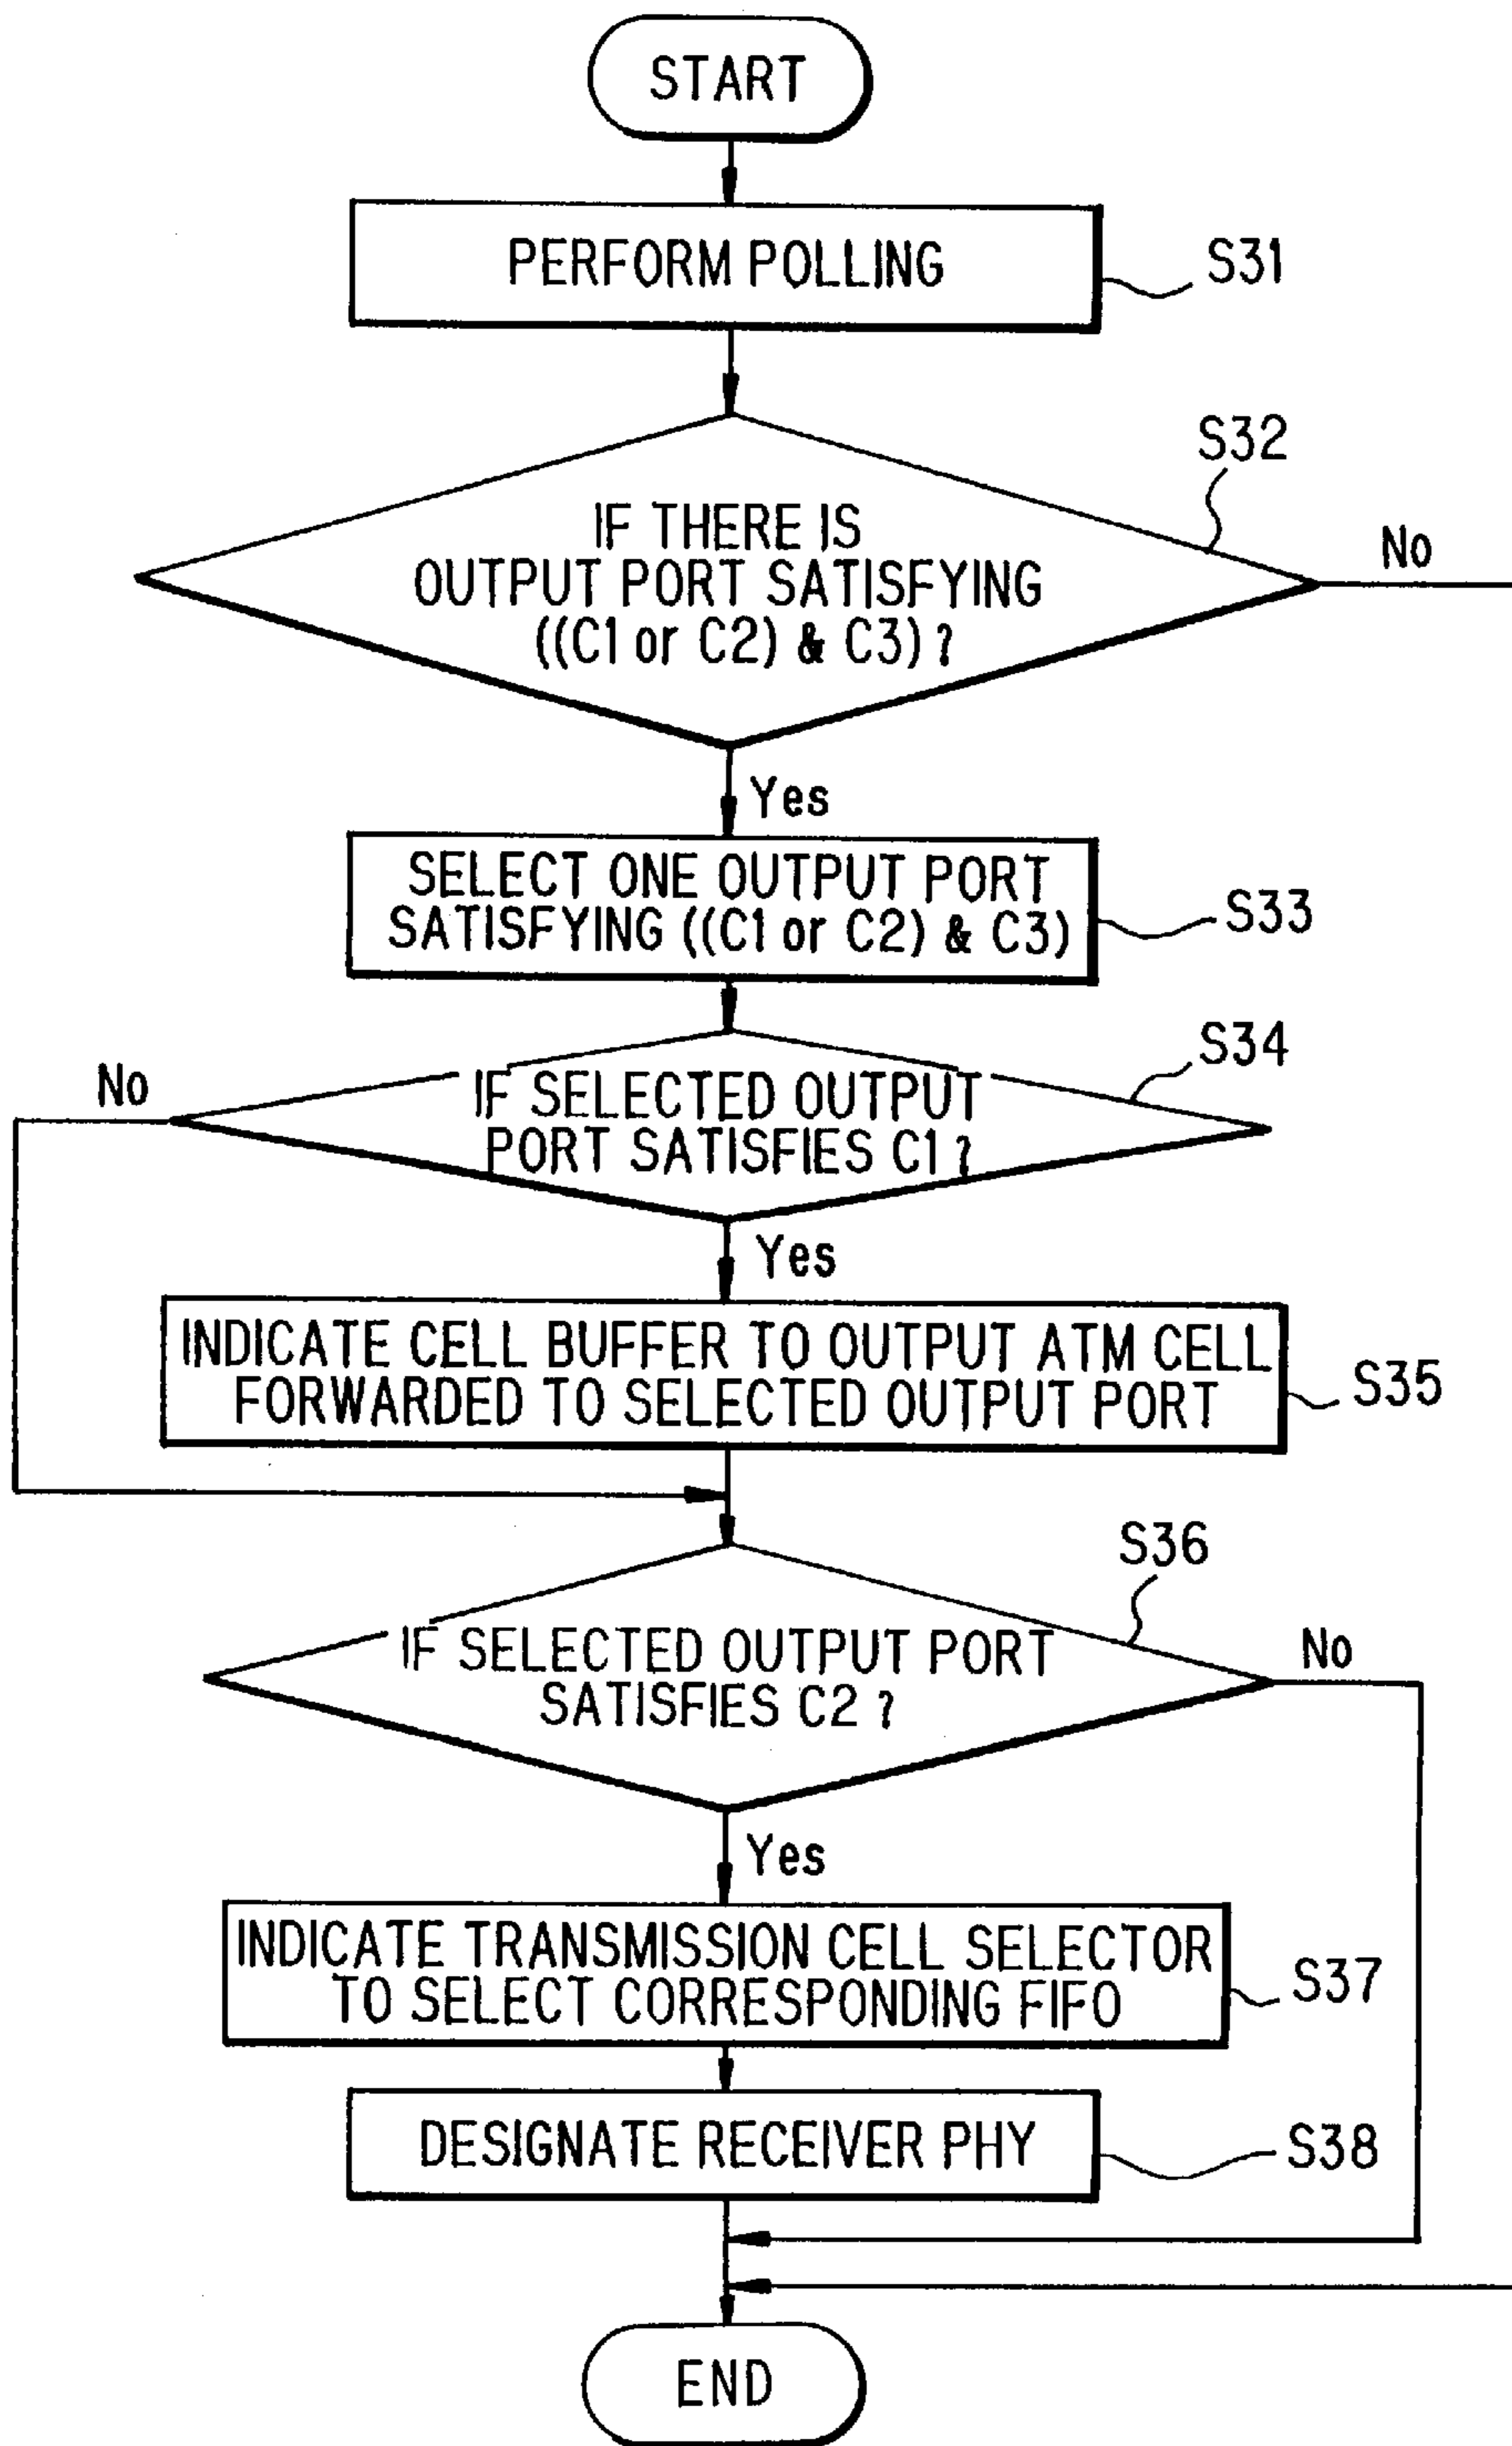 START
PERFORM POLLING
S31
S32
IF THERE IS
OUTPUT PORT SATISFYING
((C1 or C2) & C3) ?
No
Yes
SELECT ONE OUTPUT PORT
SATISFYING ((C1 or C2) & C3)
S33
S34
No
IF SELECTED OUTPUT
PORT SATISFIES C1 ?
Yes
INDICATE CELL BUFFER TO OUTPUT ATM CELL
FORWARDED TO SELECTED OUTPUT PORT
S35
S36
IF SELECTED OUTPUT PORT
SATISFIES C2 ?
No
Yes
INDICATE TRANSMISSION CELL SELECTOR
TO SELECT CORRESPONDING FIFO
S37
DESIGNATE RECEIVER PHY
S38
END